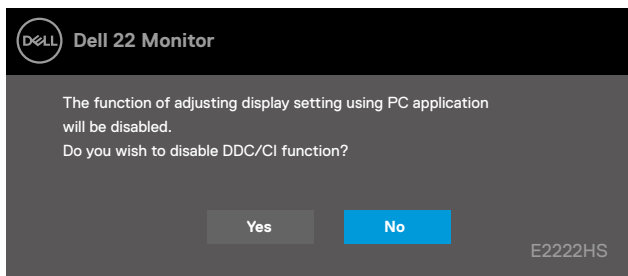 DELL Dell 22 Monitor
The function of adjusting display setting using PC application
will be disabled.
Do you wish to disable DDC/CI function?
Yes No
E2222HS